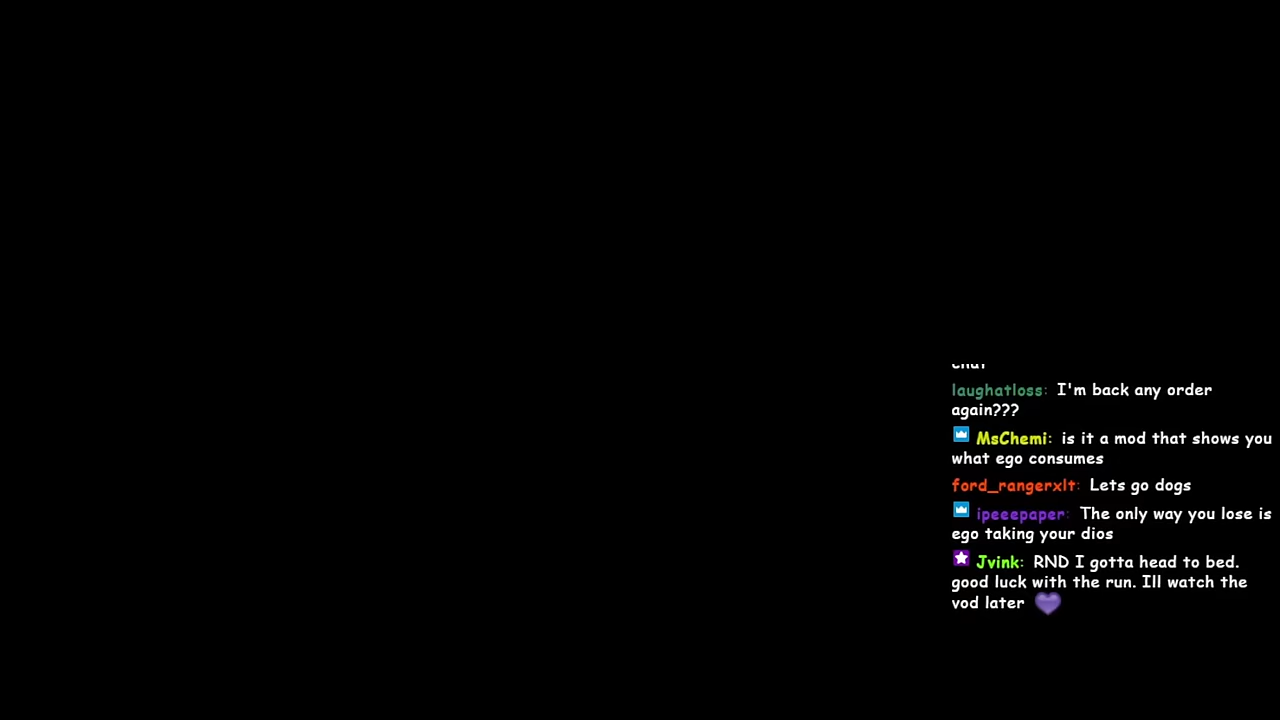 chat
laughatloss: I'm back any order
again???
MsChemi: is it a mod that shows you
what ego consumes
ford_rangerxlt: Lets go dogs
ipeeepaper: The only way you lose is
ego taking your dios
Jvink: RND I gotta head to bed.
good luck with the run. Ill watch the
vod later